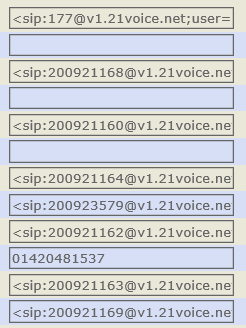 <sip:177@v1.21voice.net;user=
<sip:200921168@v1.21voice.ne
<sip:200921160@v1.21voice.ne
<sip:200921164@v1.21voice.ne
<sip:200923579@v1.21voice.ne
<sip:200921162@v1.21voice.ne
01420481537
<sip:200921163@v1.21voice.ne
<sip:200921169@v1.21voice.ne